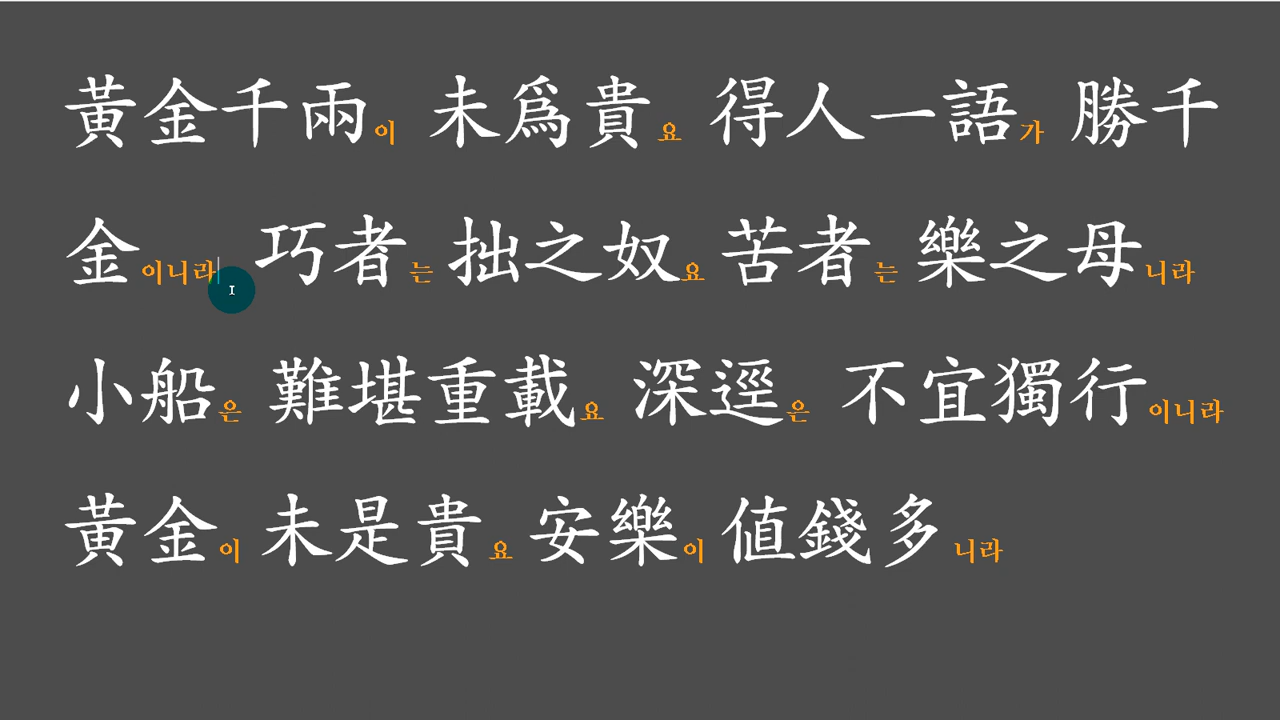 黃金千兩이 未爲貴요 得人一語가 勝千
金이니라 巧者는 拙之奴요 苦者는 樂之母니라
小船은 難堪重載요 深逕은 不宜獨行이니라
黃金이 未是貴요 安樂이 値錢多니라